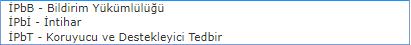 İPbB - Bildirim Yükümlülüğü
İPbİ - İntihar
İPbT - Koruyucu ve Destekleyici Tedbir